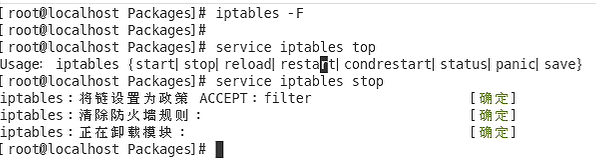 [root@localhost Packages]# iptables -F
[root@localhost Packages]#
[root@localhost Packages]# service iptables top
Usage: iptables {start|stop|reload|restart|condrestart|status|panic|save}
[root@localhost Packages]# service iptables stop
iptables：将链设置为政策 ACCEPT：filter [确定]
iptables：清除防火墙规则： [确定]
iptables：正在卸载模块： [确定]
[root@localhost Packages]#